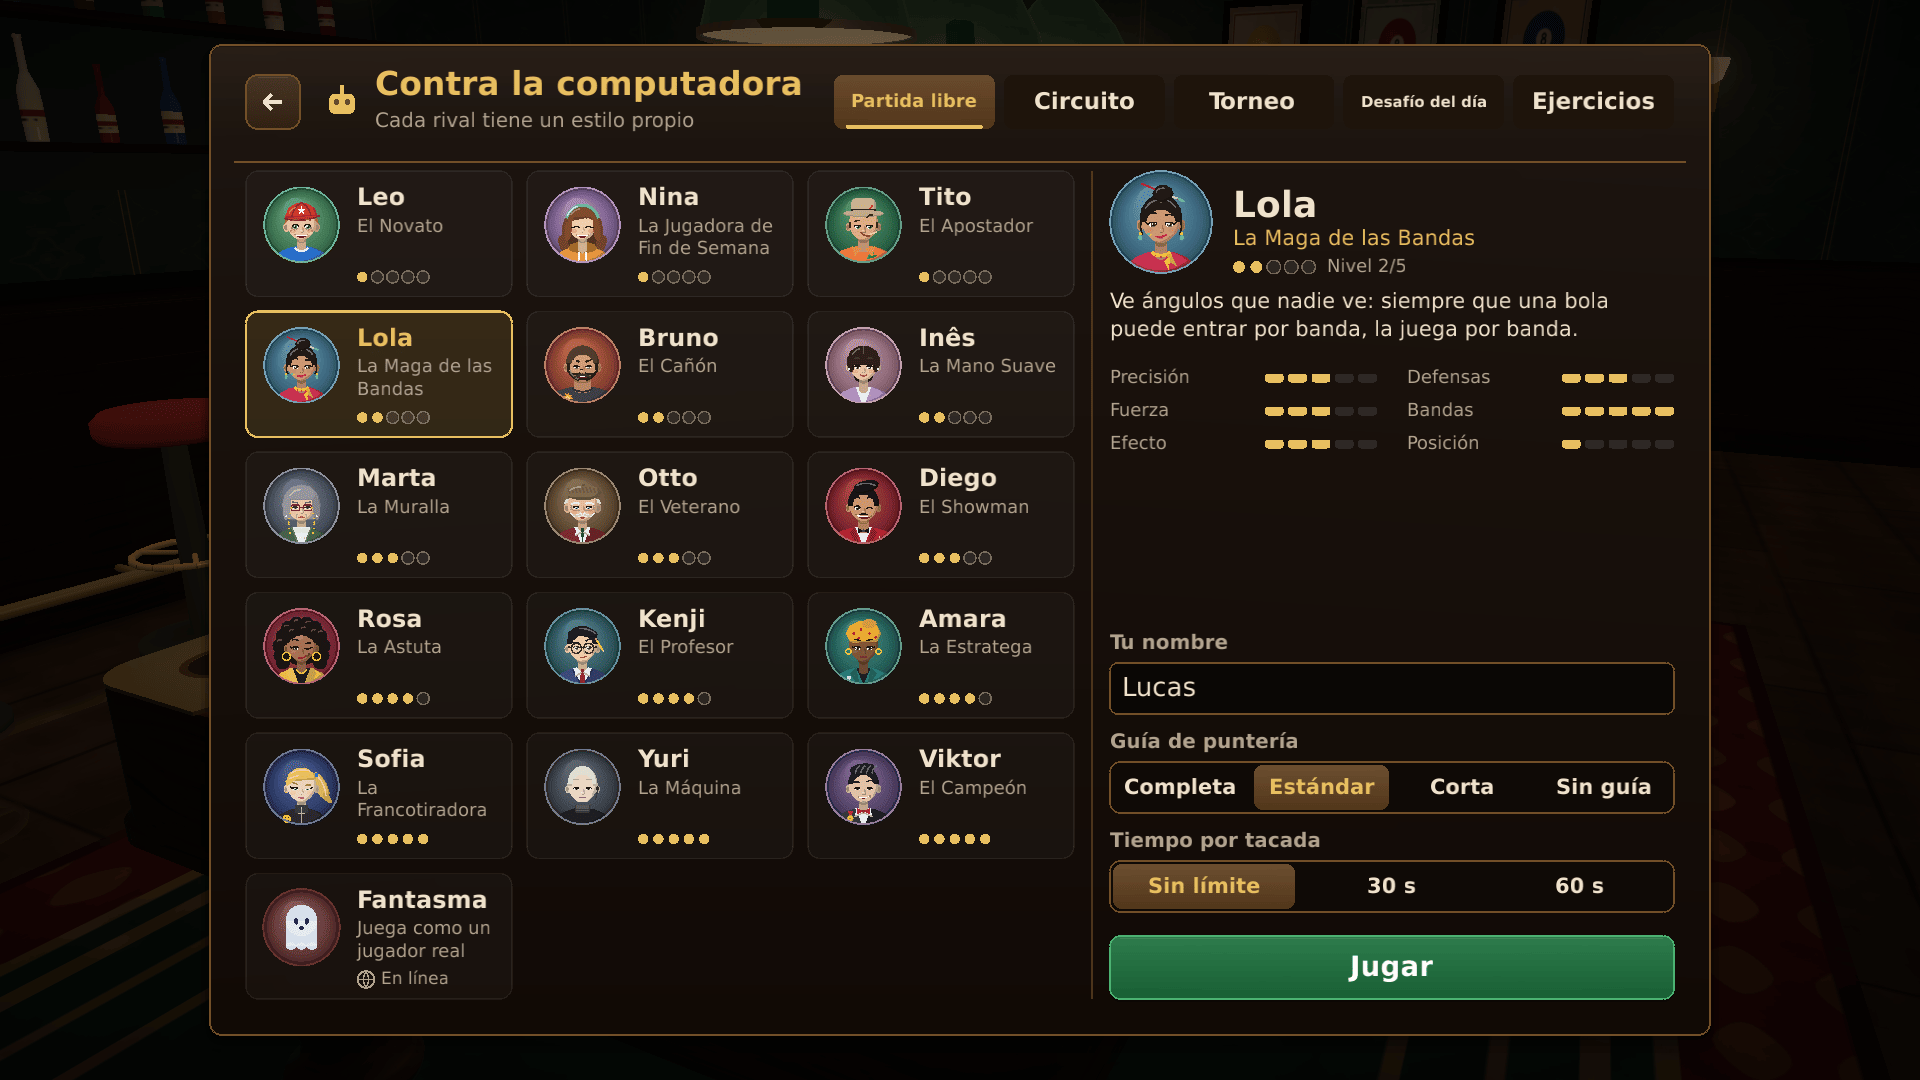 Contra la computadora
Cada rival tiene un estilo propio
Partida libre
Circuito
Torneo
Desafío del día
Ejercicios
Leo
El Novato
Nina
La Jugadora de
Fin de Semana
Tito
El Apostador
Lola
La Maga de las
Bandas
Bruno
El Cañón
Inês
La Mano Suave
Marta
La Muralla
Otto
El Veterano
Diego
El Showman
Rosa
La Astuta
Kenji
El Profesor
Amara
La Estratega
Sofia
La
Francotiradora
Yuri
La Máquina
Viktor
El Campeón
Fantasma
Juega como un
jugador real
En línea
Lola
La Maga de las Bandas
Nivel 2/5
Ve ángulos que nadie ve: siempre que una bola
puede entrar por banda, la juega por banda.
Precisión
Defensas
Fuerza
Bandas
Efecto
Posición
Tu nombre
Lucas
Guía de puntería
Completa
Estándar
Corta
Sin guía
Tiempo por tacada
Sin límite
30 s
60 s
Jugar